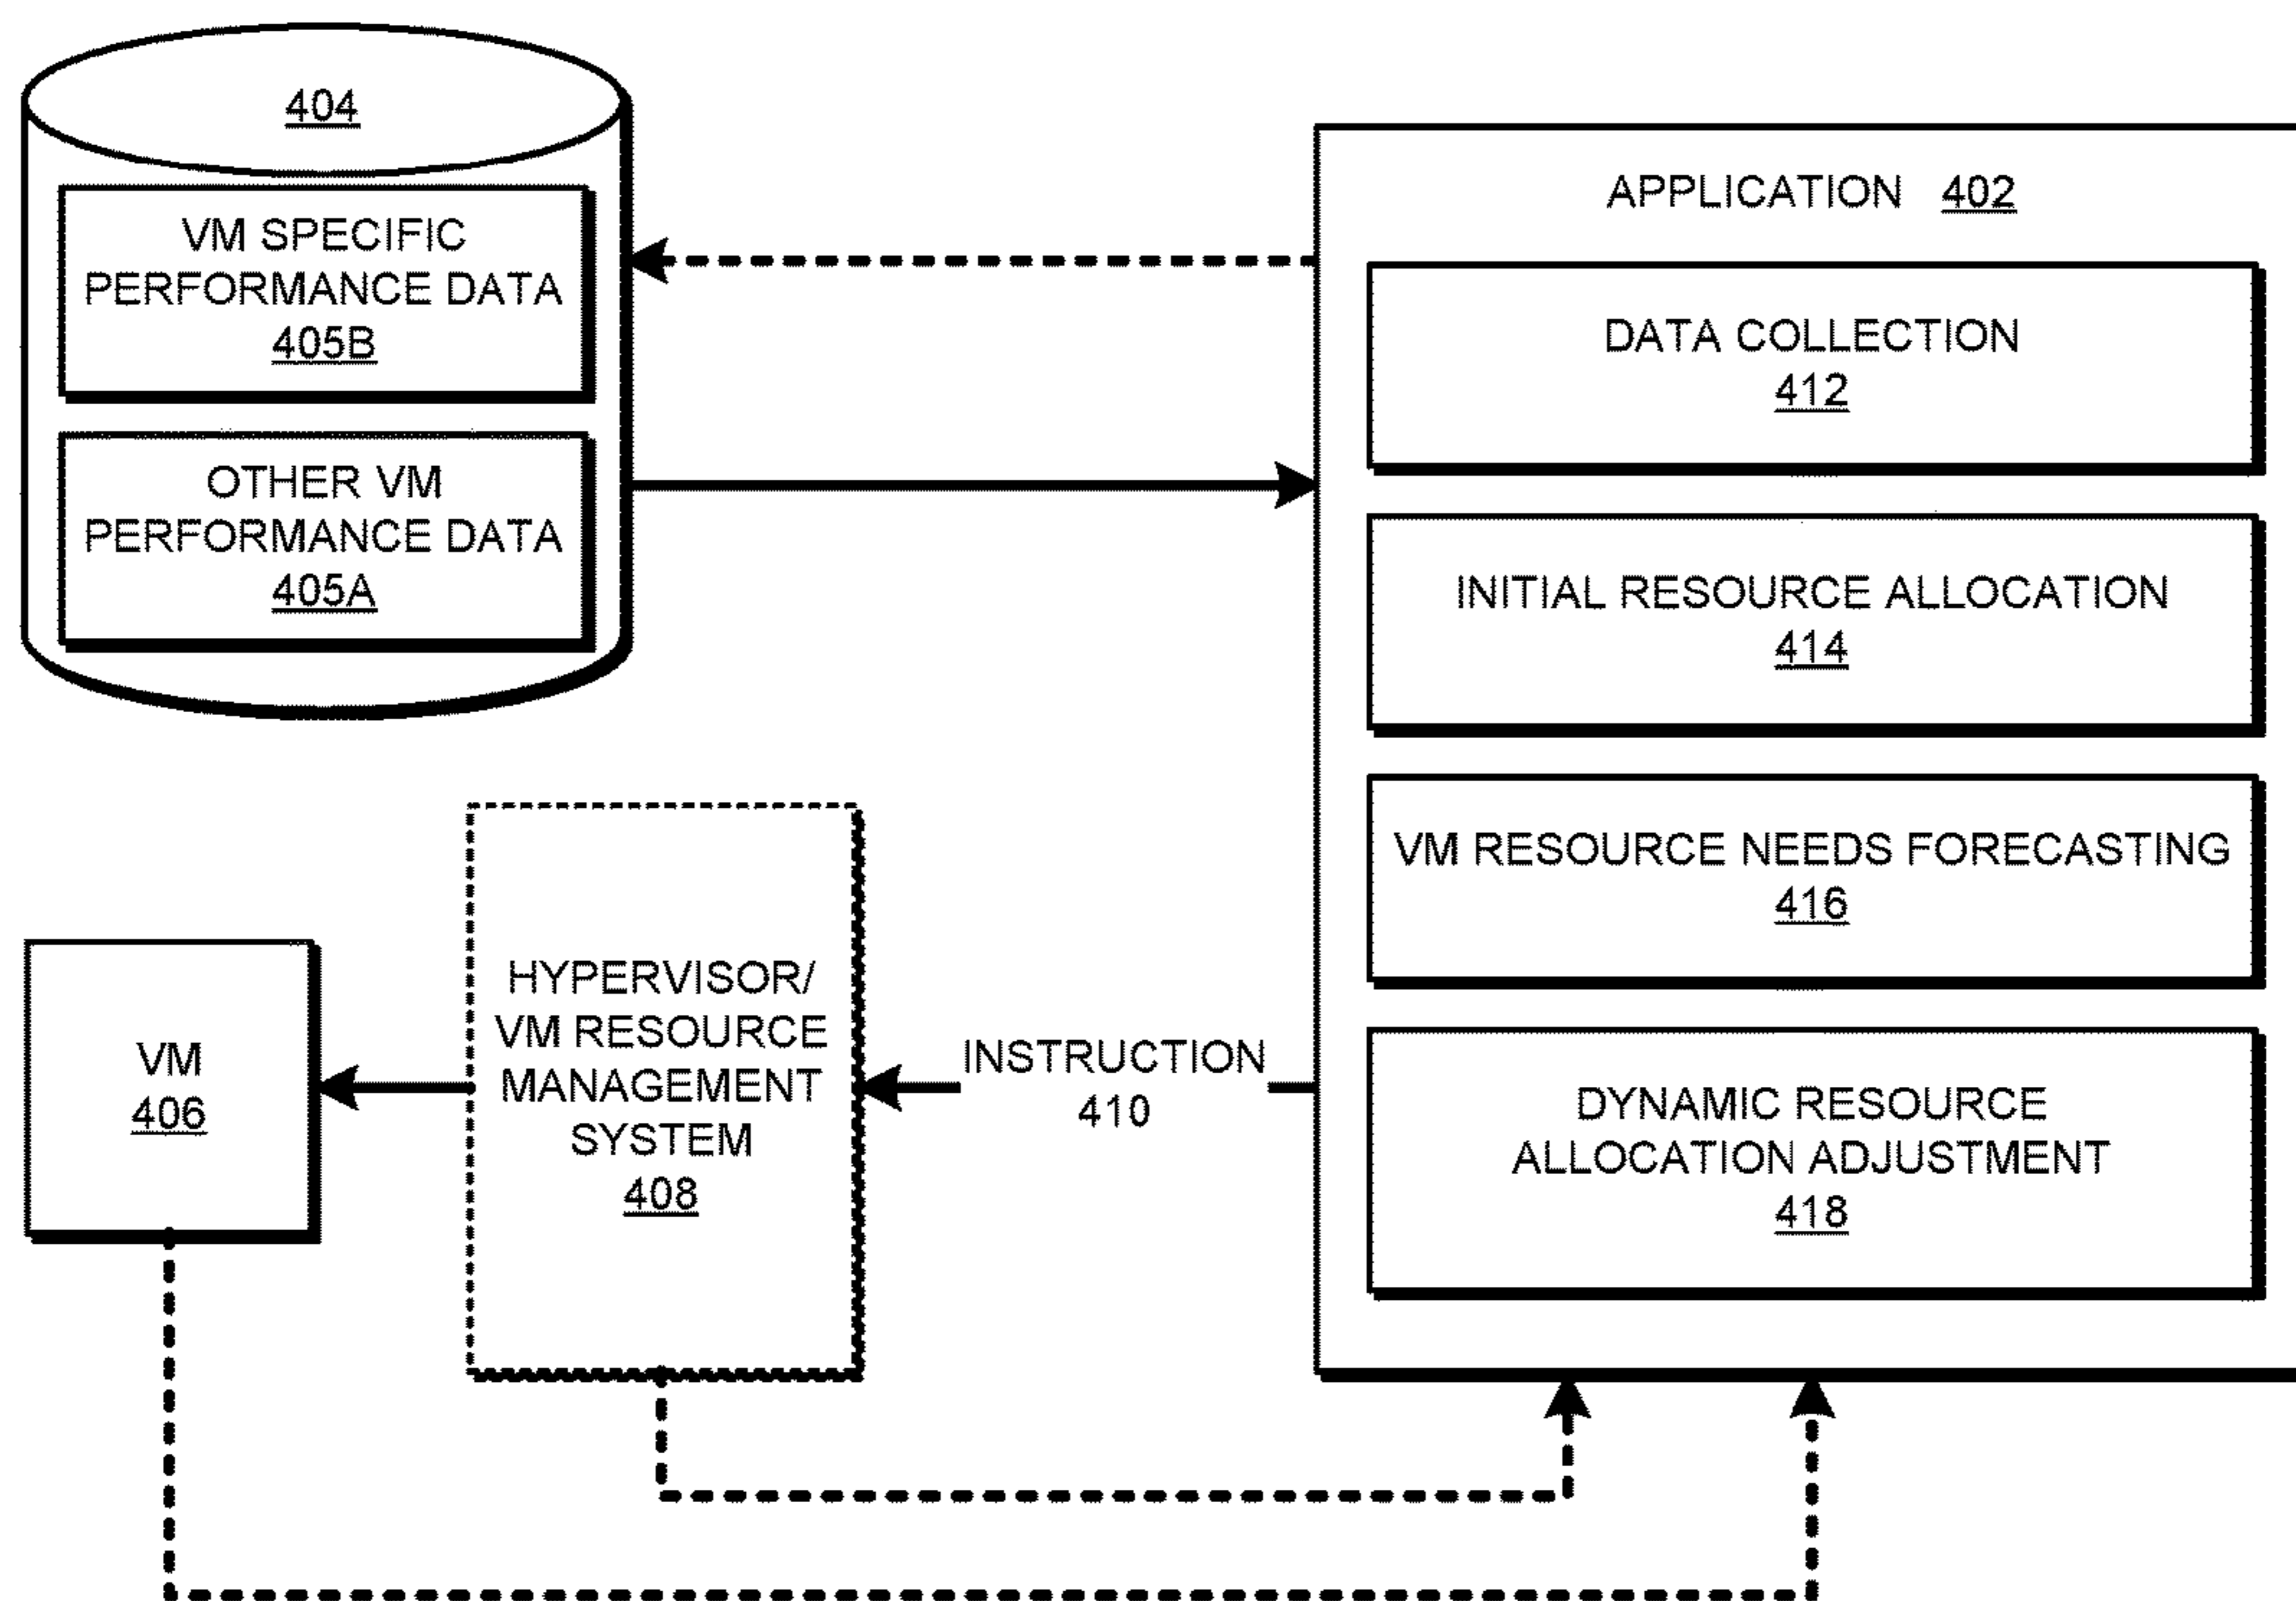 404
VM SPECIFIC
PERFORMANCE DATA
405B
OTHER VM
PERFORMANCE DATA
405A
APPLICATION 402
DATA COLLECTION
412
INITIAL RESOURCE ALLOCATION
414
VM RESOURCE NEEDS FORECASTING
416
DYNAMIC RESOURCE
ALLOCATION ADJUSTMENT
418
VM
406
HYPERVISOR/
VM RESOURCE
MANAGEMENT
SYSTEM
408
INSTRUCTION
410